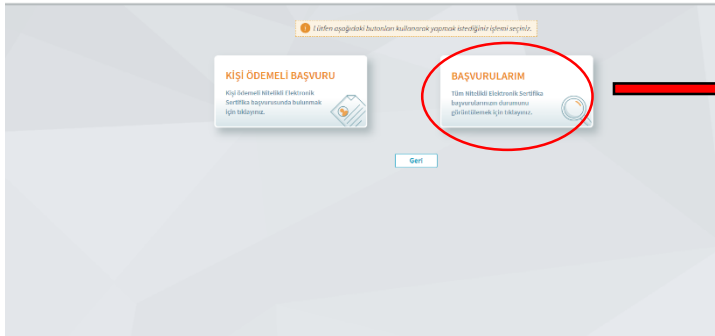 Lütfen aşağıdaki butonları kullanarak yapmak istediğiniz işlemi seçiniz.
KİŞİ ÖDEMELİ BAŞVURU
Kişi ödemeli Nitelikli Elektronik
Sertifika başvurusunda bulunmak
için tıklayınız.
BAŞVURULARIM
Tüm Nitelikli Elektronik Sertifika
başvurularınızın durumunu
görüntülemek için tıklayınız.
Geri